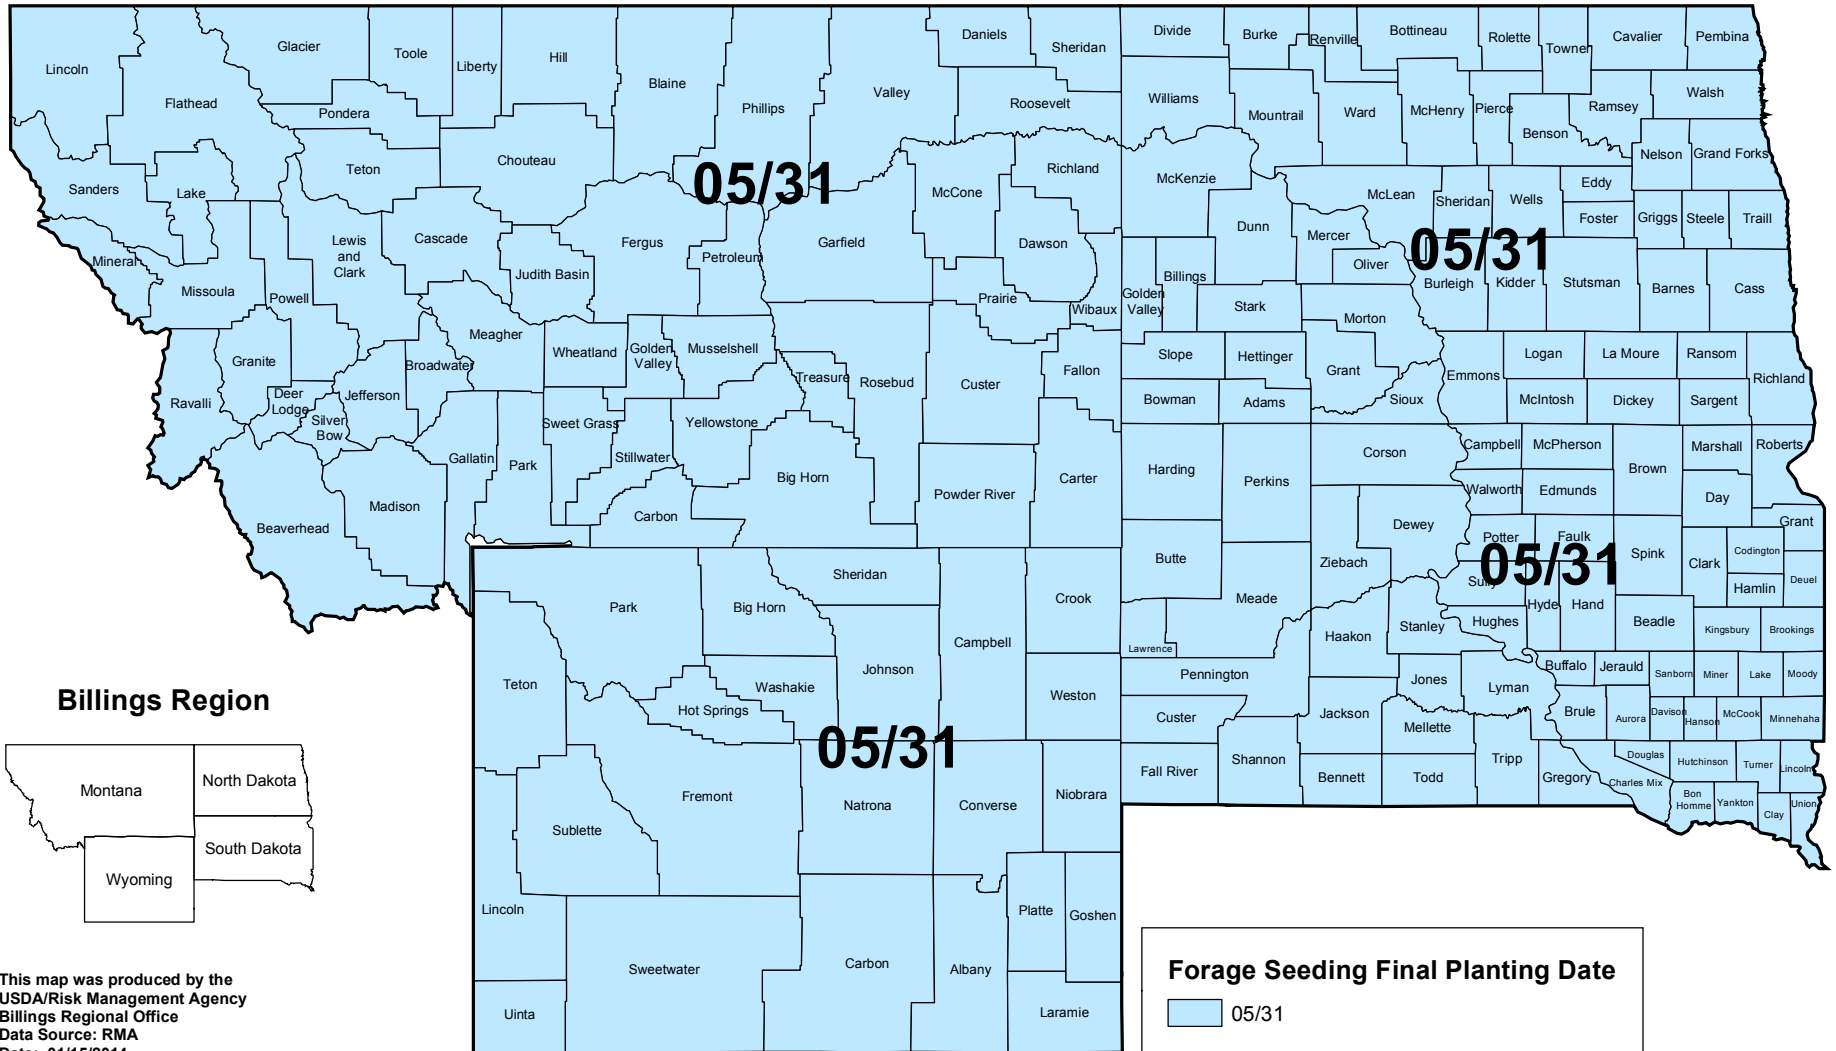 Lincoln
Flathead
Glacier
Toole
Liberty
Hill
Blaine
Phillips
Valley
Daniels
Sheridan
Roosevelt
Pondera
Teton
Chouteau
Sanders
Lake
Mineral
Missoula
Powell
Lewis
and
Clark
Cascade
Judith Basin
Fergus
Petroleum
Garfield
McCone
Richland
Dawson
Prairie
Wibaux
05/31
Granite
Ravalli
Deer
Lodge
Silver
Bow
Jefferson
Broadwater
Meagher
Wheatland
Golden
Valley
Musselshell
Treasure
Rosebud
Custer
Fallon
Beaverhead
Madison
Gallatin
Park
Sweet Grass
Stillwater
Yellowstone
Carbon
Big Horn
Powder River
Carter
Divide
Burke
Renville
Bottineau
Rolette
Towner
Cavalier
Pembina
Williams
Mountrail
Ward
McHenry
Pierce
Benson
Ramsey
Walsh
Nelson
Grand Forks
McKenzie
Dunn
McLean
Mercer
Oliver
Sheridan
Wells
Eddy
Foster
Griggs
Steele
Traill
05/31
Golden
Valley
Billings
Stark
Morton
Burleigh
Kidder
Stutsman
Barnes
Cass
Slope
Hettinger
Grant
Sioux
Emmons
Logan
La Moure
Ransom
Richland
Bowman
Adams
McIntosh
Dickey
Sargent
Harding
Perkins
Corson
Campbell
McPherson
Brown
Marshall
Roberts
Walworth
Edmunds
Day
Butte
Meade
Ziebach
Dewey
Potter
Faulk
Spink
Clark
Codington
Grant
Hamlin
Deuel
Sully
Hyde
Hand
05/31
Lawrence
Pennington
Haakon
Stanley
Hughes
Beadle
Kingsbury
Brookings
Custer
Jackson
Jones
Lyman
Buffalo
Jerauld
Sanborn
Miner
Lake
Moody
Brule
Aurora
Davison
Hanson
McCook
Minnehaha
Fall River
Shannon
Bennett
Mellette
Todd
Tripp
Gregory
Charles Mix
Douglas
Hutchinson
Turner
Lincoln
Bon
Homme
Yankton
Clay
Union
Park
Big Horn
Sheridan
Campbell
Crook
Teton
Washakie
Johnson
Hot Springs
Weston
05/31
Sublette
Fremont
Natrona
Converse
Niobrara
Lincoln
Sweetwater
Carbon
Albany
Platte
Goshen
Uinta
Laramie
Billings Region
Montana
North Dakota
South Dakota
Wyoming
This map was produced by the
USDA/Risk Management Agency
Billings Regional Office
Data Source: RMA
Date: 01/15/2014
Forage Seeding Final Planting Date
05/31